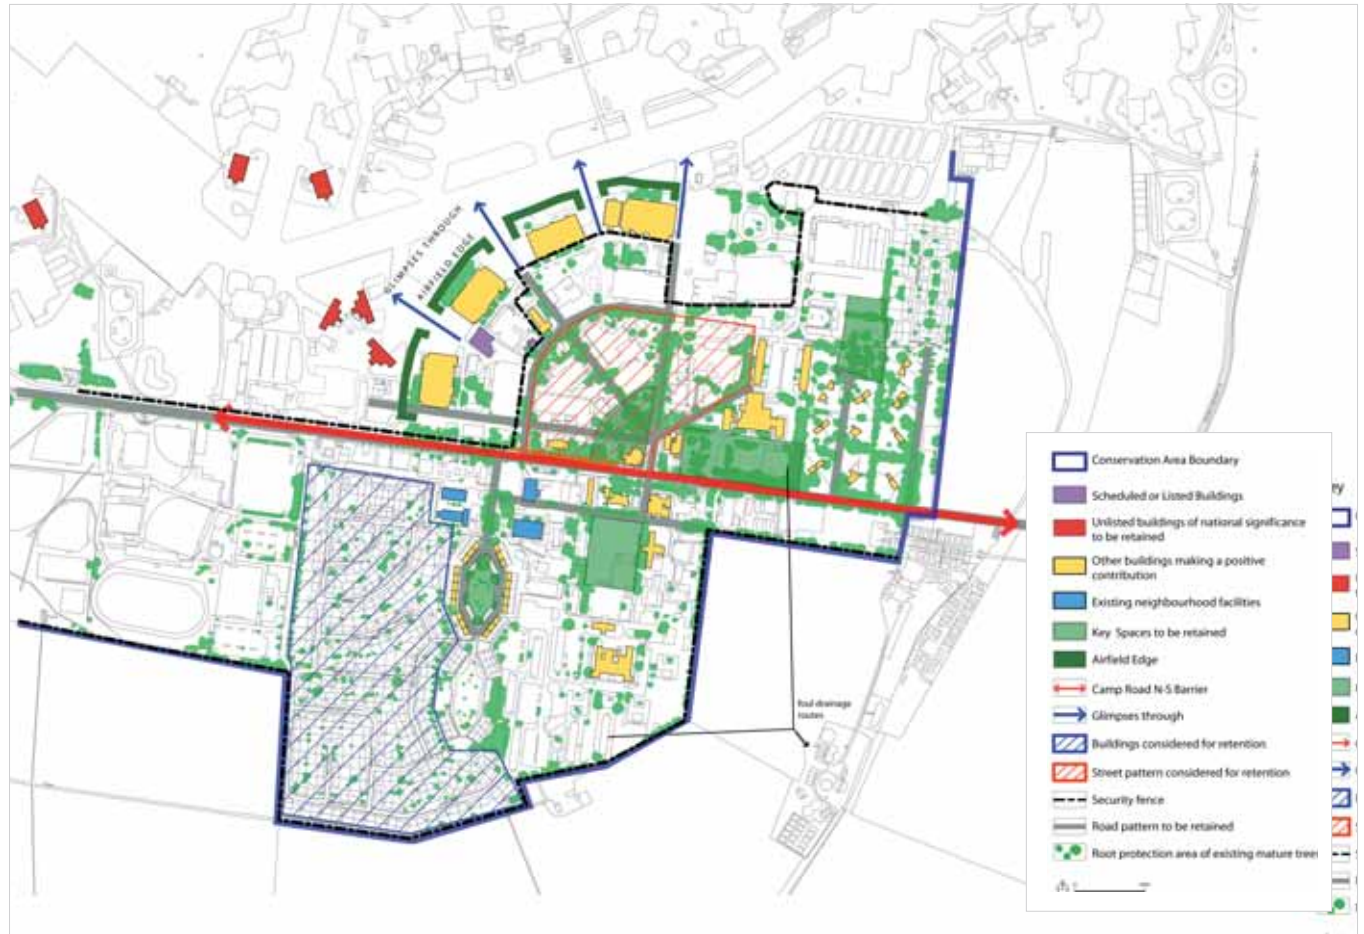 GLIMPSES THROUGH
AIRFIELD EDGE
foul drainage
routes
Conservation Area Boundary
Scheduled or Listed Buildings
Unlisted buildings of national significance
to be retained
Other buildings making a positive
contribution
Existing neighbourhood facilities
Key Spaces to be retained
Airfield Edge
Camp Road N-S Barrier
Glimpses through
Buildings considered for retention
Street pattern considered for retention
Security fence
Road pattern to be retained
Root protection area of existing mature trees
ey